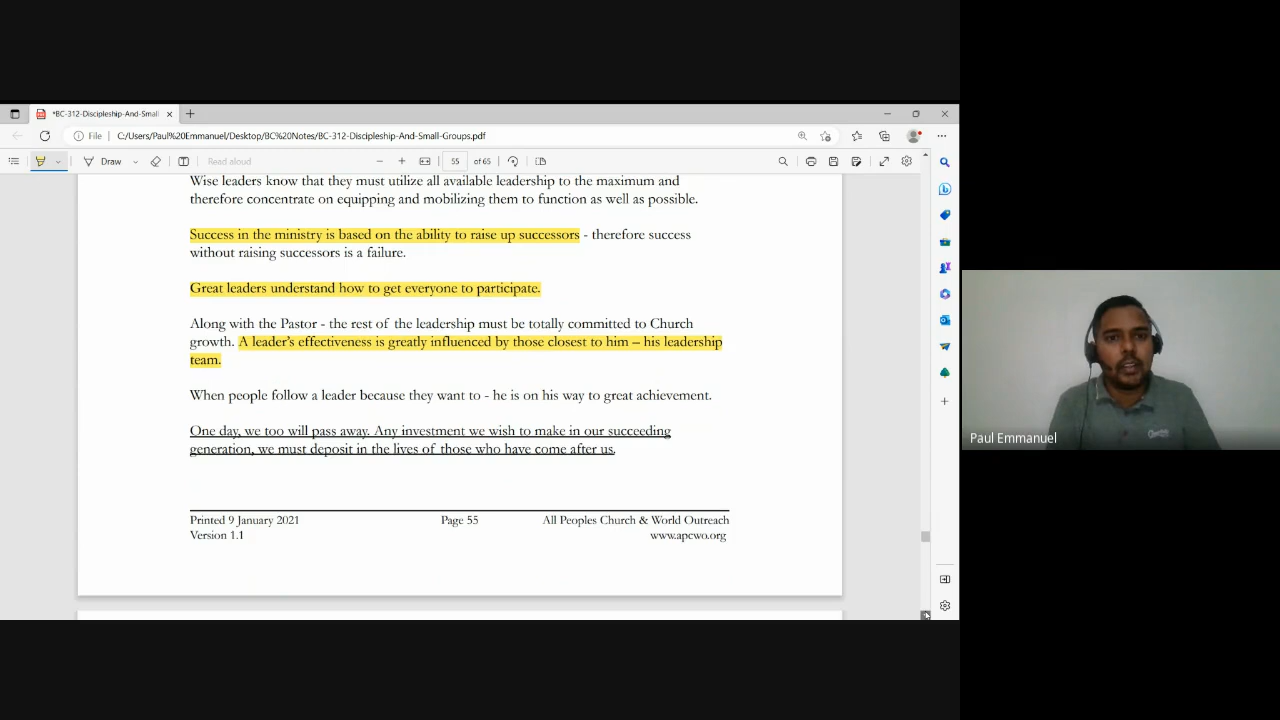 *BC-312-Discipleship-And-Small
File
C:/Users/Paul%20Emmanuel/Desktop/BC%20Notes/BC-312-Discipleship-And-Small-Groups.pdf
Draw
Read aloud
55
of 65
Wise leaders know that they must utilize all available leadership to the maximum and
therefore concentrate on equipping and mobilizing them to function as well as possible.
Success in the ministry is based on the ability to raise up successors - therefore success
without raising successors is a failure.
Great leaders understand how to get everyone to participate.
Along with the Pastor - the rest of the leadership must be totally committed to Church
growth. A leader's effectiveness is greatly influenced by those closest to him – his leadership
team.
When people follow a leader because they want to - he is on his way to great achievement.
One day, we too will pass away. Any investment we wish to make in our succeeding
generation, we must deposit in the lives of those who have come after us.
Printed 9 January 2021
Page 55
All Peoples Church & World Outreach
Version 1.1
www.apcwo.org
Paul Emmanuel